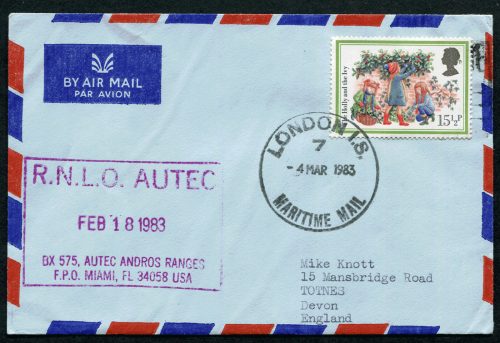 BY AIR MAIL
PAR AVION
The Holly and the Ivy
15½P
R.N.L.O. AUTEC
FEB 18 1983
BX 575, AUTEC ANDROS RANGES
F.P.O. MIAMI, FL 34058 USA
LONDON I.S.
7
-4 MAR 1983
MARITIME MAIL
Mike Knott
15 Mansbridge Road
TOTNES
Devon
England